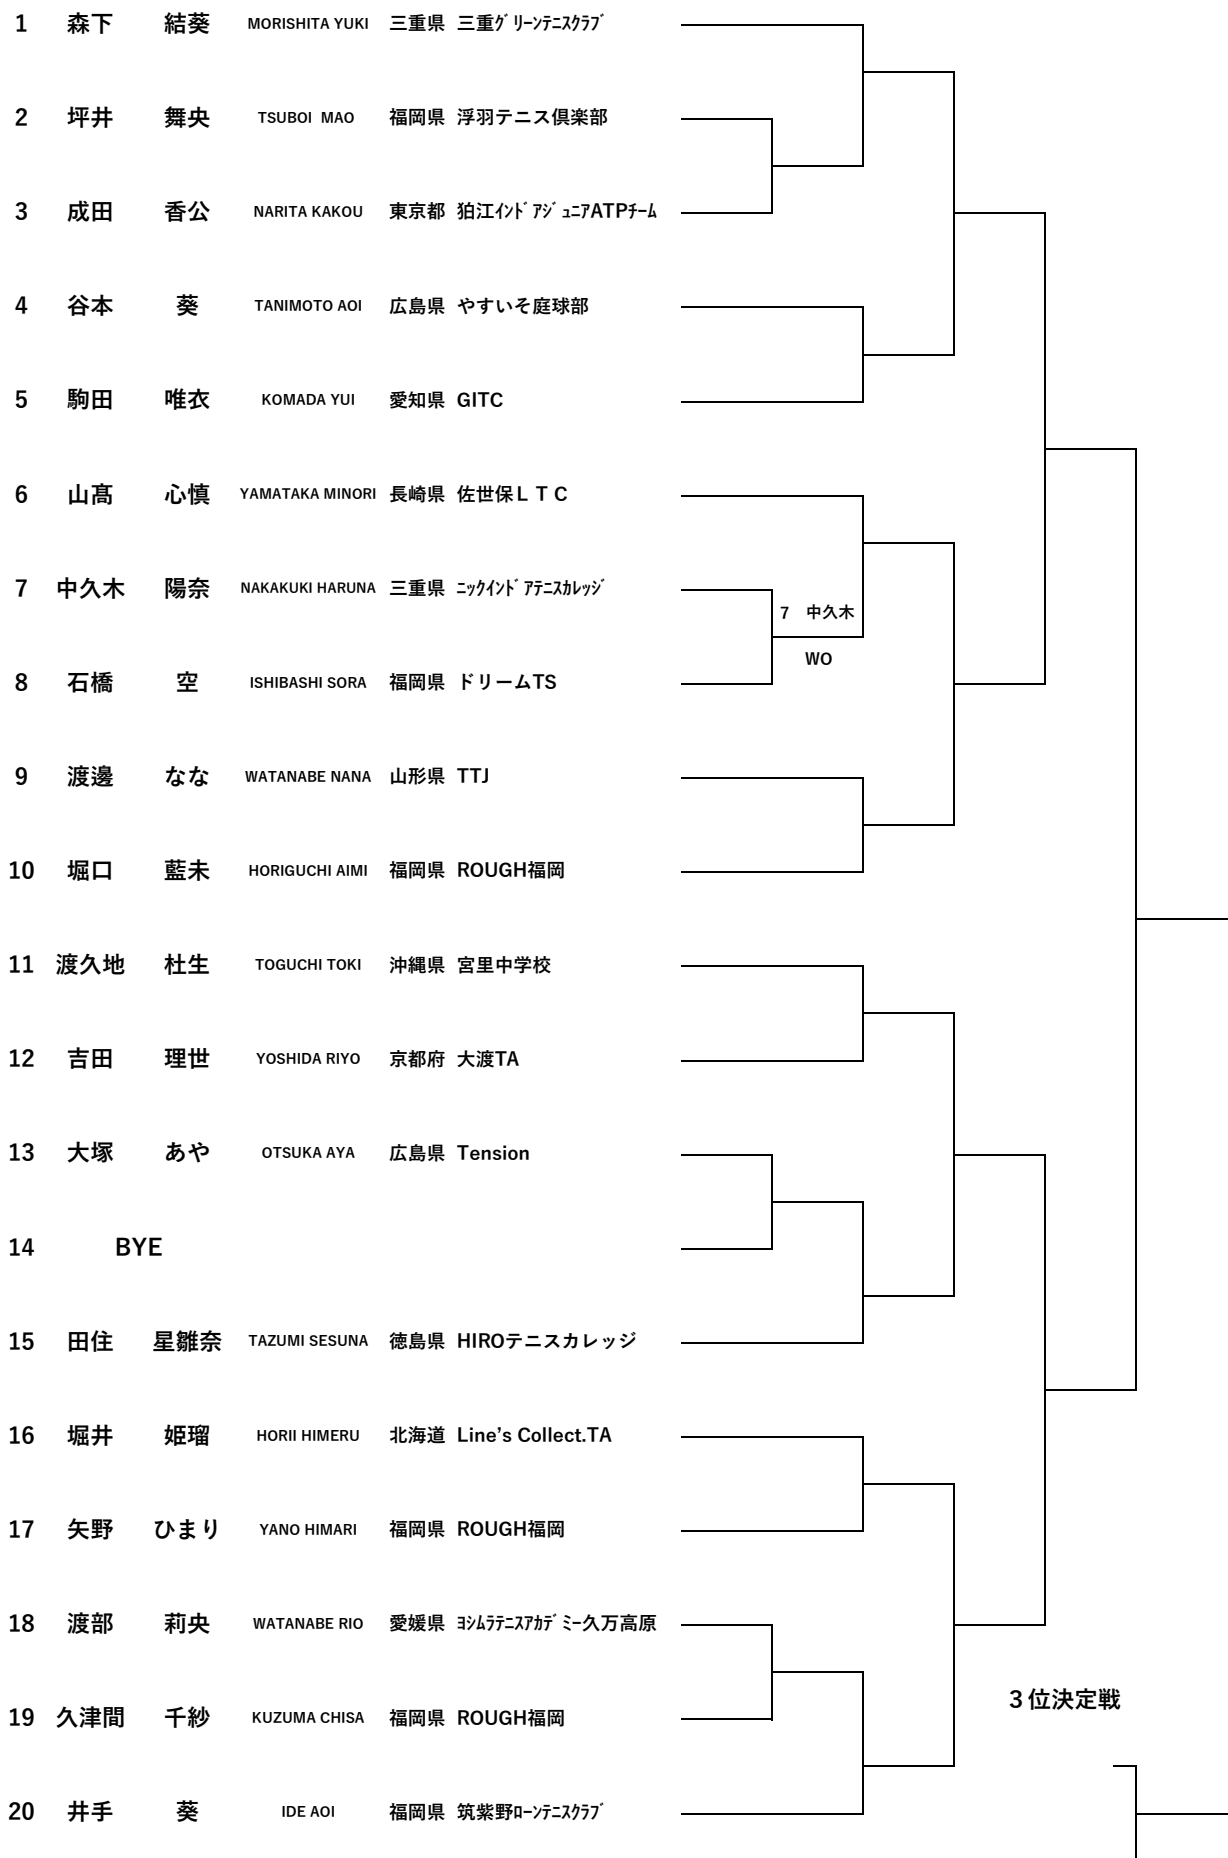 1 森下 結葵 MORISHITA YUKI 三重県 三重ｸﾞﾘｰﾝﾃﾆｽｸﾗﾌﾞ
2 坪井 舞央 TSUBOI MAO 福岡県 浮羽テニス倶楽部
3 成田 香公 NARITA KAKOU 東京都 狛江ｲﾝﾄﾞｱｼﾞｭﾆｱATPﾁｰﾑ
4 谷本 葵 TANIMOTO AOI 広島県 やすいそ庭球部
5 駒田 唯衣 KOMADA YUI 愛知県 GITC
6 山髙 心慎 YAMATAKA MINORI 長崎県 佐世保ＬＴＣ
7 中久木 陽奈 NAKAKUKI HARUNA 三重県 ﾆｯｸｲﾝﾄﾞｱﾃﾆｽｶﾚｯｼﾞ
7 中久木
WO
8 石橋 空 ISHIBASHI SORA 福岡県 ドリームTS
9 渡邊 なな WATANABE NANA 山形県 TTJ
10 堀口 藍未 HORIGUCHI AIMI 福岡県 ROUGH福岡
11 渡久地 杜生 TOGUCHI TOKI 沖縄県 宮里中学校
12 吉田 理世 YOSHIDA RIYO 京都府 大渡TA
13 大塚 あや OTSUKA AYA 広島県 Tension
14 BYE
15 田住 星雛奈 TAZUMI SESUNA 徳島県 HIROテニスカレッジ
16 堀井 姫瑠 HORII HIMERU 北海道 Line’s Collect.TA
17 矢野 ひまり YANO HIMARI 福岡県 ROUGH福岡
18 渡部 莉央 WATANABE RIO 愛媛県 ﾖｼﾑﾗﾃﾆｽｱｶﾃﾞﾐｰ久万高原
３位決定戦
19 久津間 千紗 KUZUMA CHISA 福岡県 ROUGH福岡
20 井手 葵 IDE AOI 福岡県 筑紫野ﾛｰﾝﾃﾆｽｸﾗﾌﾞ